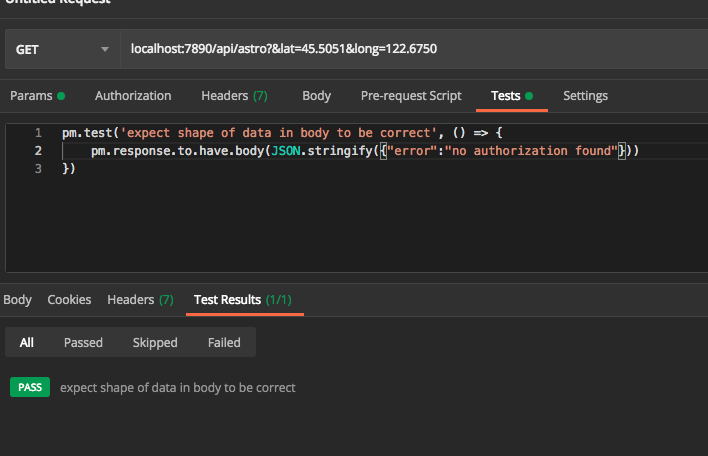 Untitled Request
GET localhost:7890/api/astro?&lat=45.5051&long=122.6750
Params Authorization Headers (7) Body Pre-request Script Tests Settings
1 pm.test('expect shape of data in body to be correct', () => {
2 pm.response.to.have.body(JSON.stringify({"error":"no authorization found"}))
3 })
Body Cookies Headers (7) Test Results (1/1)
All Passed Skipped Failed
PASS expect shape of data in body to be correct